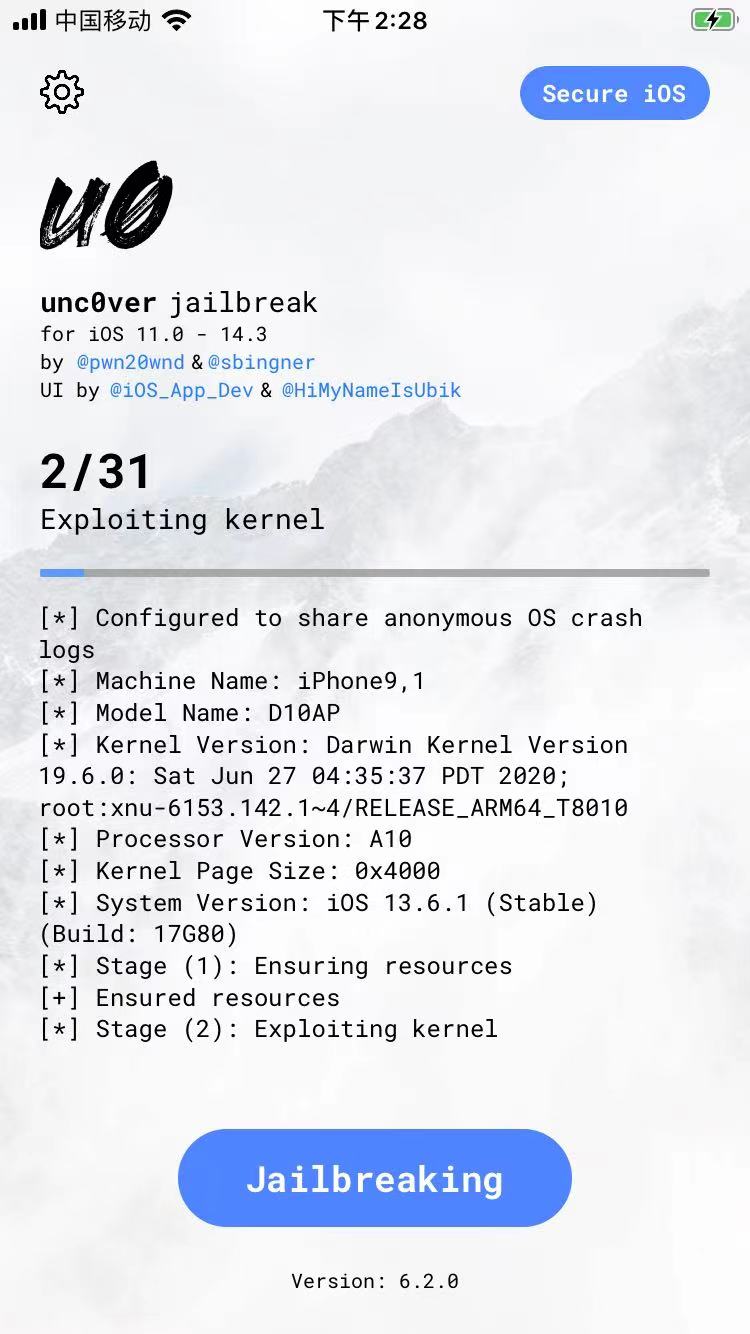 中国移动 下午2:28
Secure iOS
u0
unc0ver jailbreak
for iOS 11.0 - 14.3
by @pwn20wnd & @sbingner
UI by @iOS_App_Dev & @HiMyNameIsUbik
2/31
Exploiting kernel
[*] Configured to share anonymous OS crash
logs
[*] Machine Name: iPhone9,1
[*] Model Name: D10AP
[*] Kernel Version: Darwin Kernel Version
19.6.0: Sat Jun 27 04:35:37 PDT 2020;
root:xnu-6153.142.1~4/RELEASE_ARM64_T8010
[*] Processor Version: A10
[*] Kernel Page Size: 0x4000
[*] System Version: iOS 13.6.1 (Stable)
(Build: 17G80)
[*] Stage (1): Ensuring resources
[+] Ensured resources
[*] Stage (2): Exploiting kernel
Jailbreaking
Version: 6.2.0